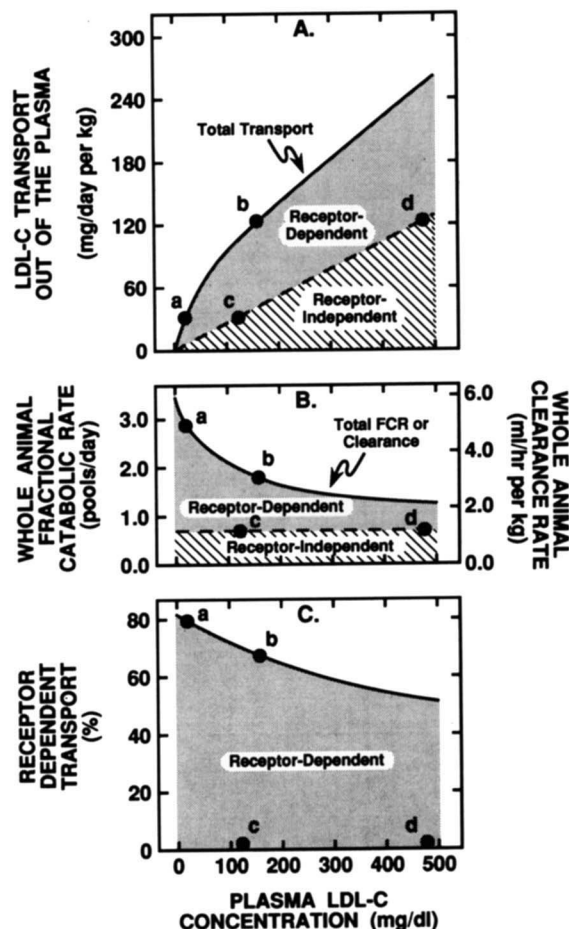 A.
LDL-C TRANSPORT
OUT OF THE PLASMA
(mg/day per kg)
300
240
180
120
60
0
Total Transport
a
b
c
d
Receptor-
Dependent
Receptor-
Independent
B.
WHOLE ANIMAL
FRACTIONAL
CATABOLIC RATE
(pools/day)
3.0
2.0
1.0
0.0
a
b
c
d
Total FCR or
Clearance
Receptor-Dependent
Receptor-Independent
6.0
4.0
2.0
0.0
WHOLE ANIMAL
CLEARANCE RATE
(ml/hr per kg)
C.
RECEPTOR
DEPENDENT
TRANSPORT
(%)
80
60
40
20
0
a
b
c
d
Receptor-Dependent
0 100 200 300 400 500
PLASMA LDL-C
CONCENTRATION (mg/dl)